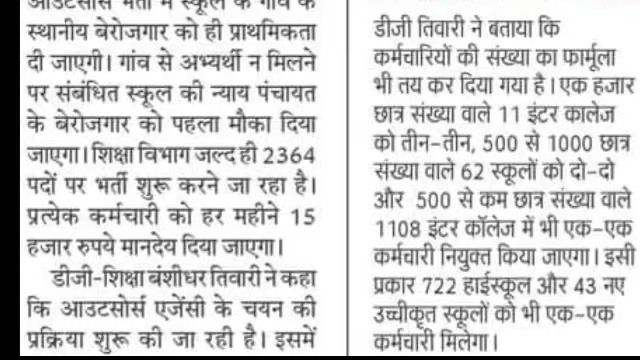 आउटसोर्स भर्ती में स्कूल के गांव के
स्थानीय बेरोजगार को ही प्राथमिकता
दी जाएगी। गांव से अभ्यर्थी न मिलने
पर संबंधित स्कूल की न्याय पंचायत
के बेरोजगार को पहला मौका दिया
जाएगा। शिक्षा विभाग जल्द ही 2364
पदों पर भर्ती शुरू करने जा रहा है।
प्रत्येक कर्मचारी को हर महीने 15
हजार रुपये मानदेय दिया जाएगा।
डीजी-शिक्षा बंशीधर तिवारी ने कहा
कि आउटसोर्स एजेंसी के चयन की
प्रक्रिया शुरू की जा रही है। इसमें
डीजी तिवारी ने बताया कि
कर्मचारियों की संख्या का फार्मूला
भी तय कर दिया गया है। एक हजार
छात्र संख्या वाले 11 इंटर कालेज
को तीन-तीन, 500 से 1000 छात्र
संख्या वाले 62 स्कूलों को दो-दो
और 500 से कम छात्र संख्या वाले
1108 इंटर कॉलेज में भी एक-एक
कर्मचारी नियुक्त किया जाएगा। इसी
प्रकार 722 हाईस्कूल और 43 नए
उच्चीकृत स्कूलों को भी एक-एक
कर्मचारी मिलेगा।